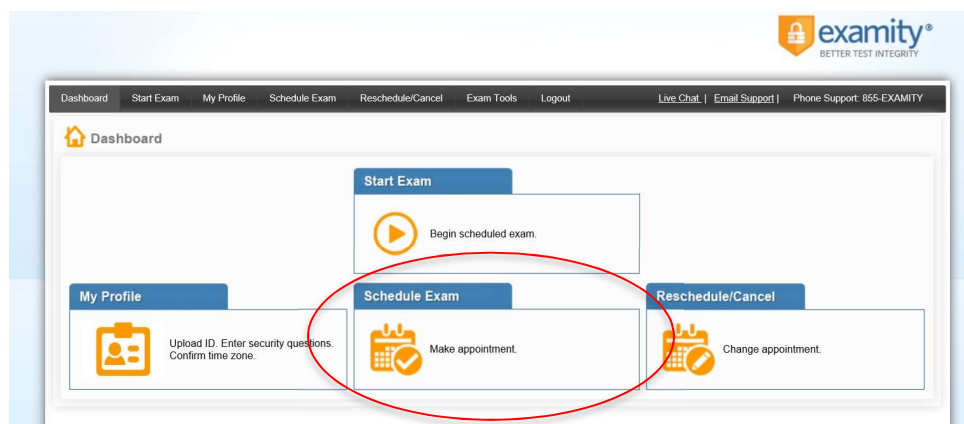 examity®
BETTER TEST INTEGRITY
Dashboard Start Exam My Profile Schedule Exam Reschedule/Cancel Exam Tools Logout Live Chat | Email Support | Phone Support: 855-EXAMITY
Dashboard
Start Exam
Begin scheduled exam.
My Profile
Upload ID. Enter security questions.
Confirm time zone.
Schedule Exam
Make appointment.
Reschedule/Cancel
Change appointment.